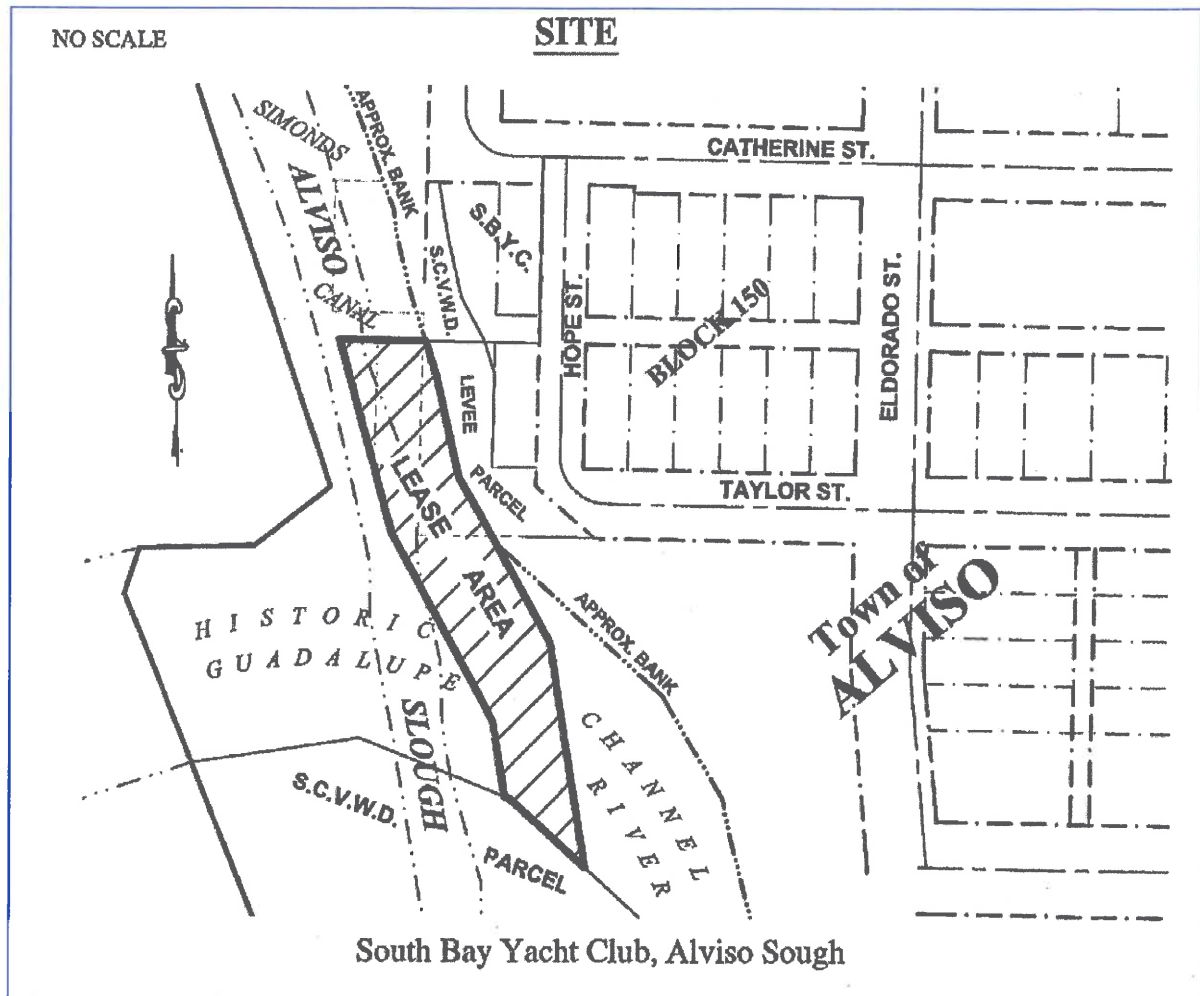 NO SCALE
SITE
SIMONDS
CANAL
ALVISO
SLOUGH
APPROX. BANK
S.B.Y.C.
S.C.V.W.D.
LEVEE
PARCEL
CATHERINE ST.
HOPE ST.
BLOCK 150
ELDORADO ST.
TAYLOR ST.
LEASE
AREA
Town of
ALVISO
HISTORIC
GUADALUPE
CHANNEL
RIVER
APPROX. BANK
S.C.V.W.D.
PARCEL
South Bay Yacht Club, Alviso Sough